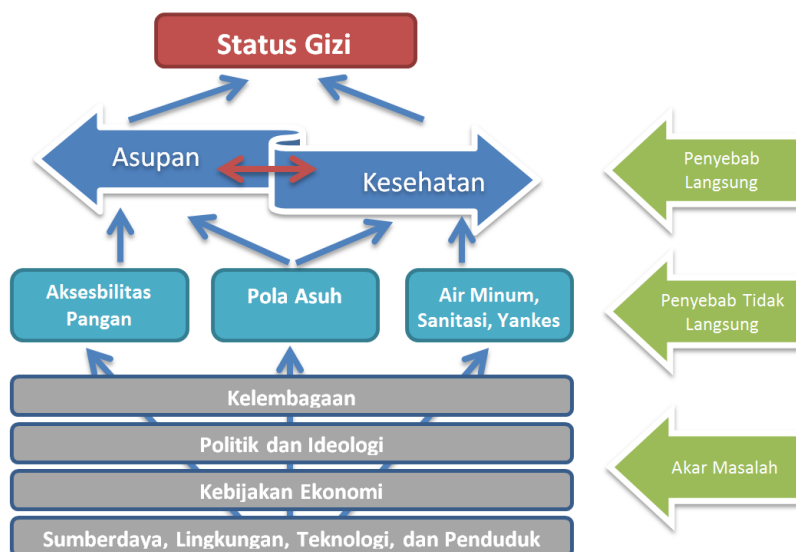 Status Gizi
Asupan
Kesehatan
Penyebab
Langsung
Aksesbilitas
Pangan
Pola Asuh
Air Minum,
Sanitasi, Yankes
Penyebab Tidak
Langsung
Kelembagaan
Politik dan Ideologi
Kebijakan Ekonomi
Akar Masalah
Sumberdaya, Lingkungan, Teknologi, dan Penduduk